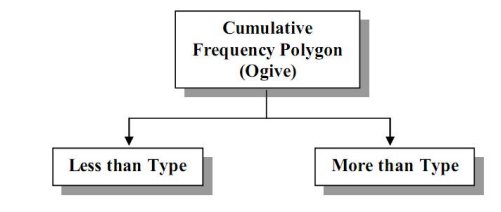 Cumulative
Frequency Polygon
(Ogive)
Less than Type
More than Type